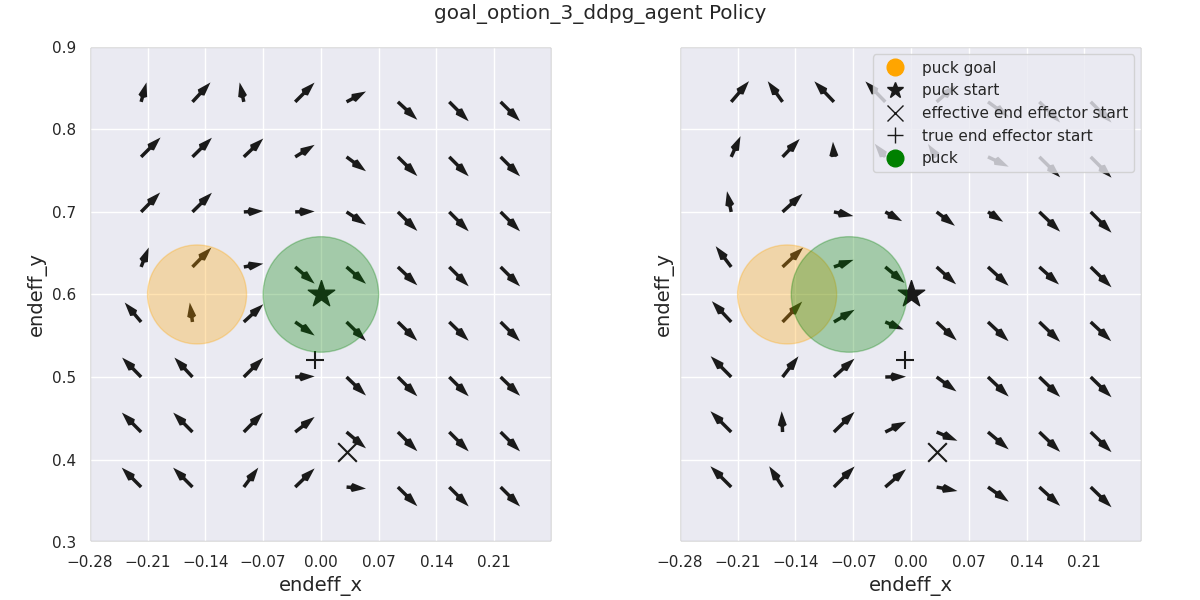 goal_option_3_ddpg_agent Policy
0.9
0.8
0.7
0.6
0.5
0.4
0.3
endeff_y
−0.28 −0.21 −0.14 −0.07 0.00 0.07 0.14 0.21
endeff_x
puck goal
puck start
effective end effector start
true end effector start
puck
endeff_y
−0.28 −0.21 −0.14 −0.07 0.00 0.07 0.14 0.21
endeff_x